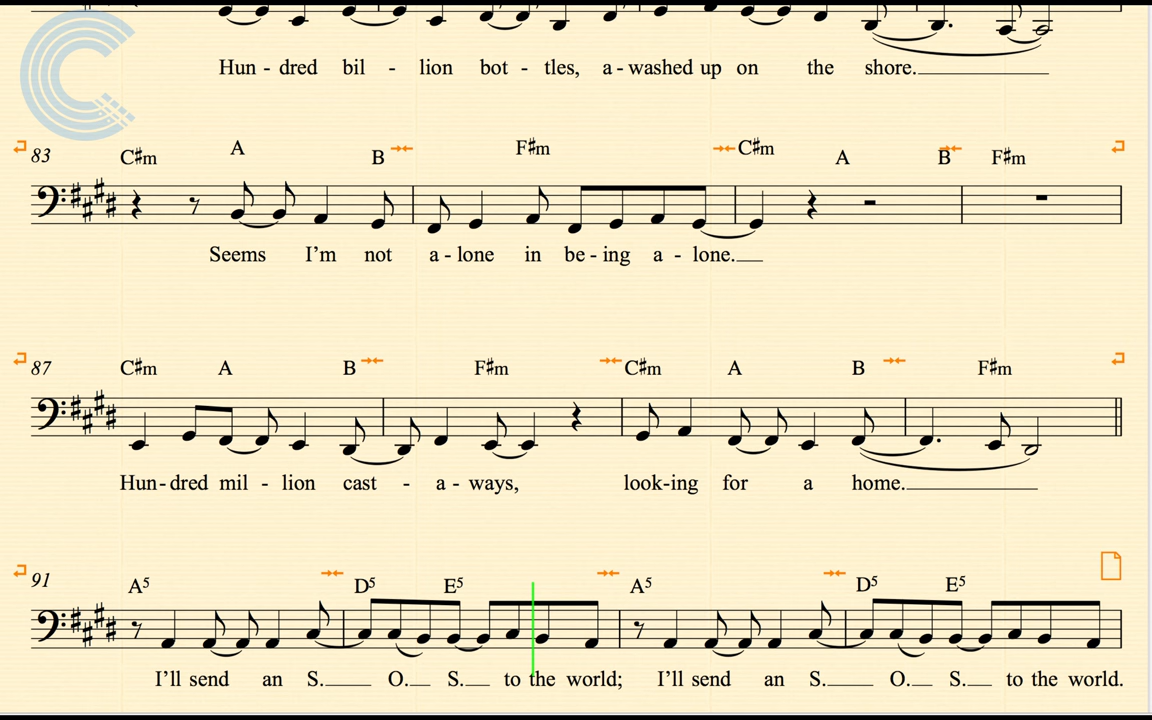 Hun - dred bil - lion bot - tles, a - washed up on the shore.
83 C#m A B F#m C#m A B F#m
Seems I'm not a - lone in be - ing a - lone.
87 C#m A B F#m C#m A B F#m
Hun - dred mil - lion cast - a - ways, look-ing for a home.
91 A5 D5 E5 A5 D5 E5
I'll send an S. O. S. to the world; I'll send an S. O. S. to the world.